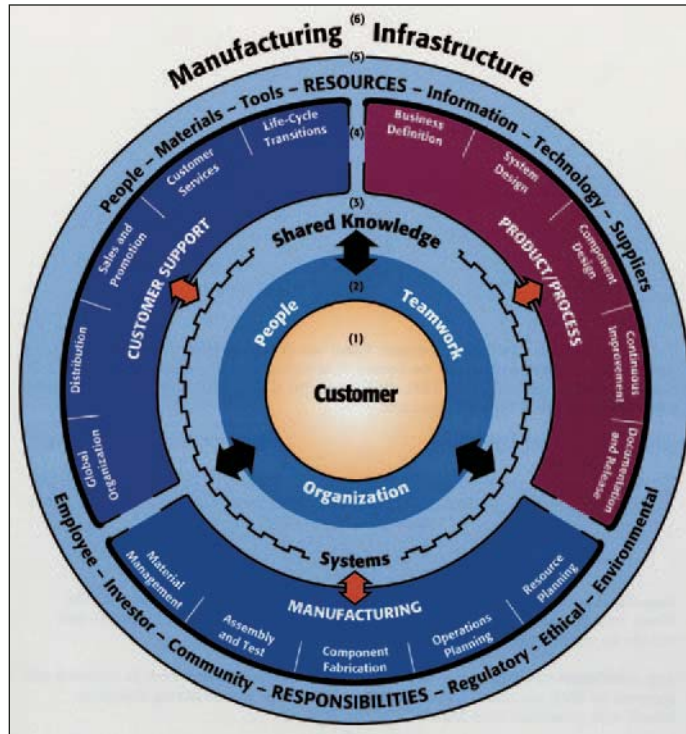 (6)
Manufacturing Infrastructure
(5)
People – Materials – Tools – RESOURCES – Information – Technology – Suppliers
(4)
Global
Organization
Distribution
Sales and
Promotion
Customer
Services
Life-Cycle
Transitions
CUSTOMER SUPPORT
Business
Definition
System
Design
Component
Design
Continuous
Improvement
Documentation
and Release
PRODUCT/PROCESS
(3)
Shared Knowledge
(2)
People
Teamwork
(1)
Customer
Organization
Systems
MANUFACTURING
Material
Management
Assembly
and Test
Component
Fabrication
Operations
Planning
Resource
Planning
Employee – Investor – Community – RESPONSIBILITIES – Regulatory – Ethical – Environmental